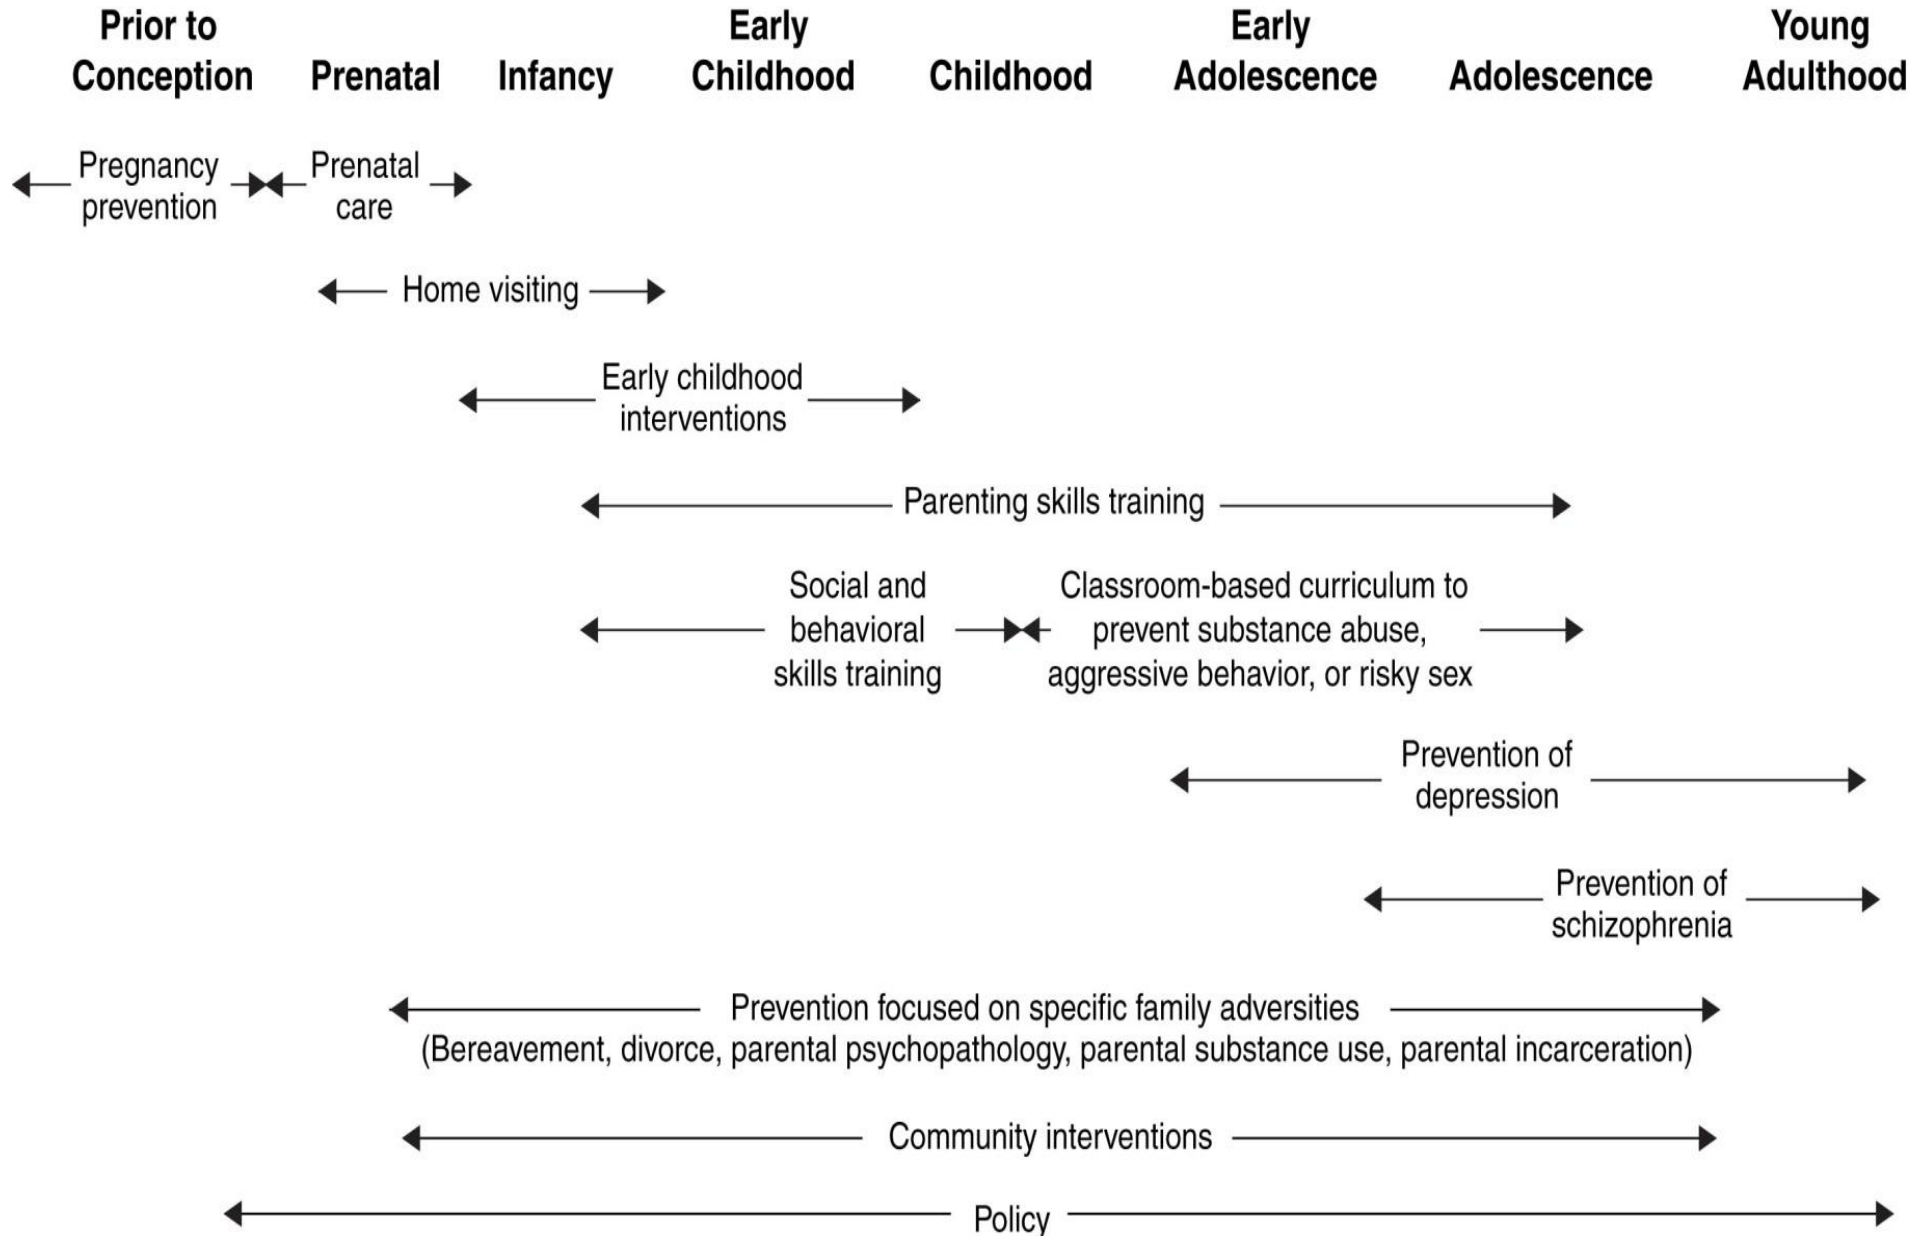 Prior to
Conception
Prenatal
Infancy
Early
Childhood
Childhood
Early
Adolescence
Adolescence
Young
Adulthood
Pregnancy
prevention
Prenatal
care
Home visiting
Early childhood
interventions
Parenting skills training
Social and
behavioral
skills training
Classroom-based curriculum to
prevent substance abuse,
aggressive behavior, or risky sex
Prevention of
depression
Prevention of
schizophrenia
Prevention focused on specific family adversities
(Bereavement, divorce, parental psychopathology, parental substance use, parental incarceration)
Community interventions
Policy